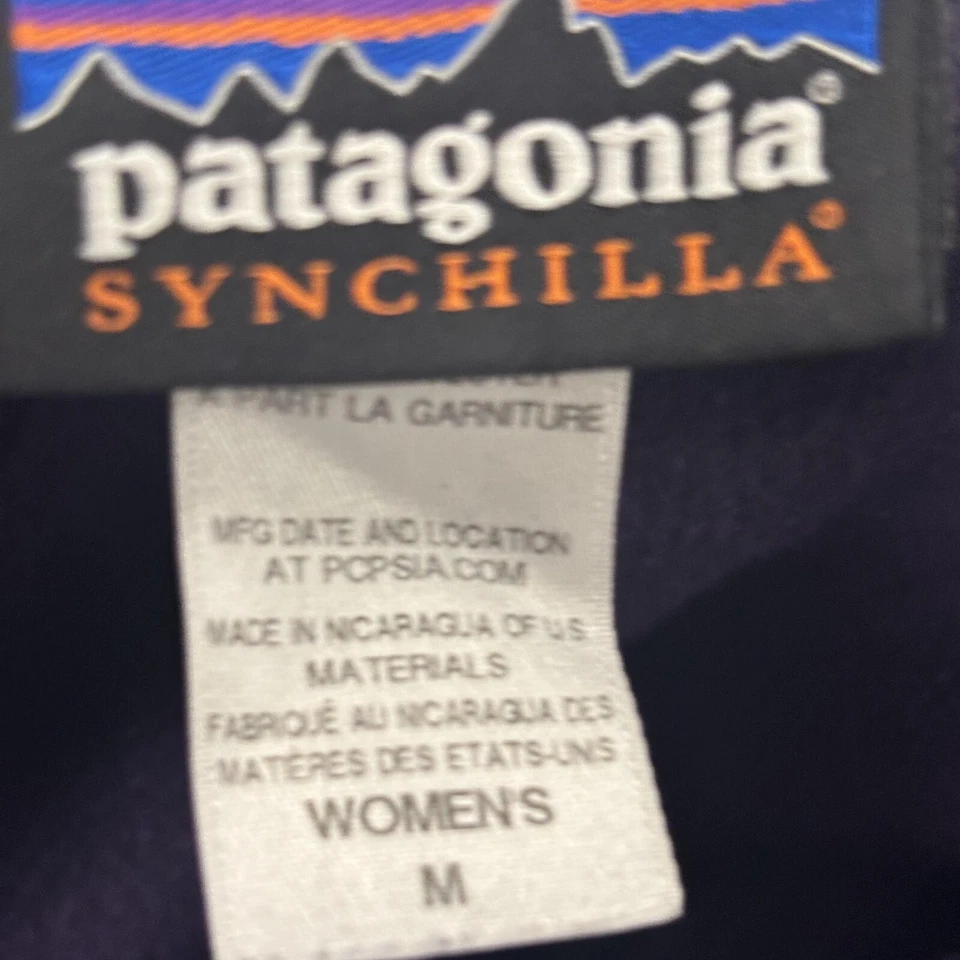 patagonia®
SYNCHILLA®
À PART LA GARNITURE
MFG DATE AND LOCATION
AT PCPSIA.COM
MADE IN NICARAGUA OF U.S.
MATERIALS
FABRIQUÉ AU NICARAGUA DES
MATIÈRES DES ETATS-UNIS
WOMEN'S
M